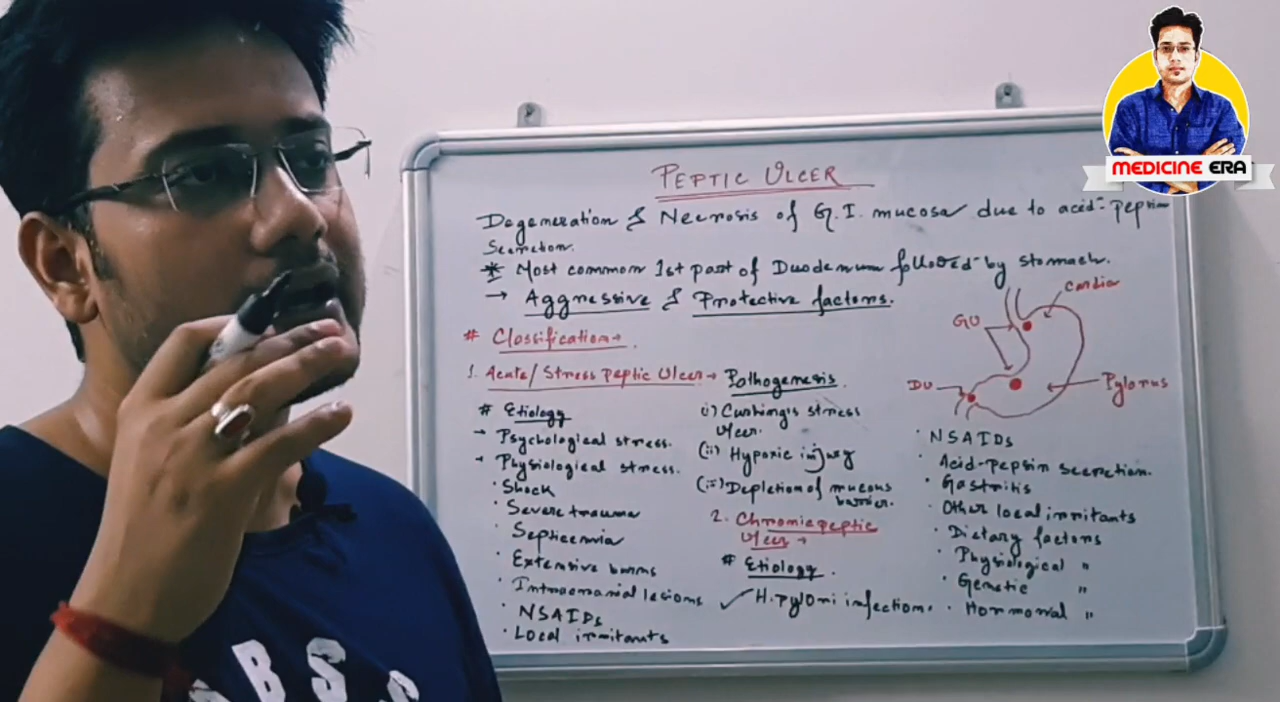 MEDICINE ERA
PEPTIC ULCER
Degeneration & Necrosis of G.I. mucosa due to acid-pepsin
secretion.
* Most common 1st part of Duodenum followed by stomach.
→ Aggressive & Protective factors.
# Classification→
1. Acute/Stress Peptic Ulcer→
# Etiology
→ Psychological stress.
→ Physiological stress.
· Shock
· Severe trauma
· Septicemia
· Extensive burns
· Intracranial lesions
· NSAIDs
· Local irritants
Pathogenesis.
i) Cushing's stress
ulcer.
(ii) Hypoxic injury
(iii) Depletion of mucous
barrier.
2. Chronic peptic
ulcer→
# Etiology.
✓ H. pylori infection.
Cardia
GU
DU
Pylorus
· NSAIDs
· Acid-Pepsin secretion.
· Gastritis
· Other local irritants
· Dietary factors
· Physiological "
· Genetic "
· Hormonal "
BSC